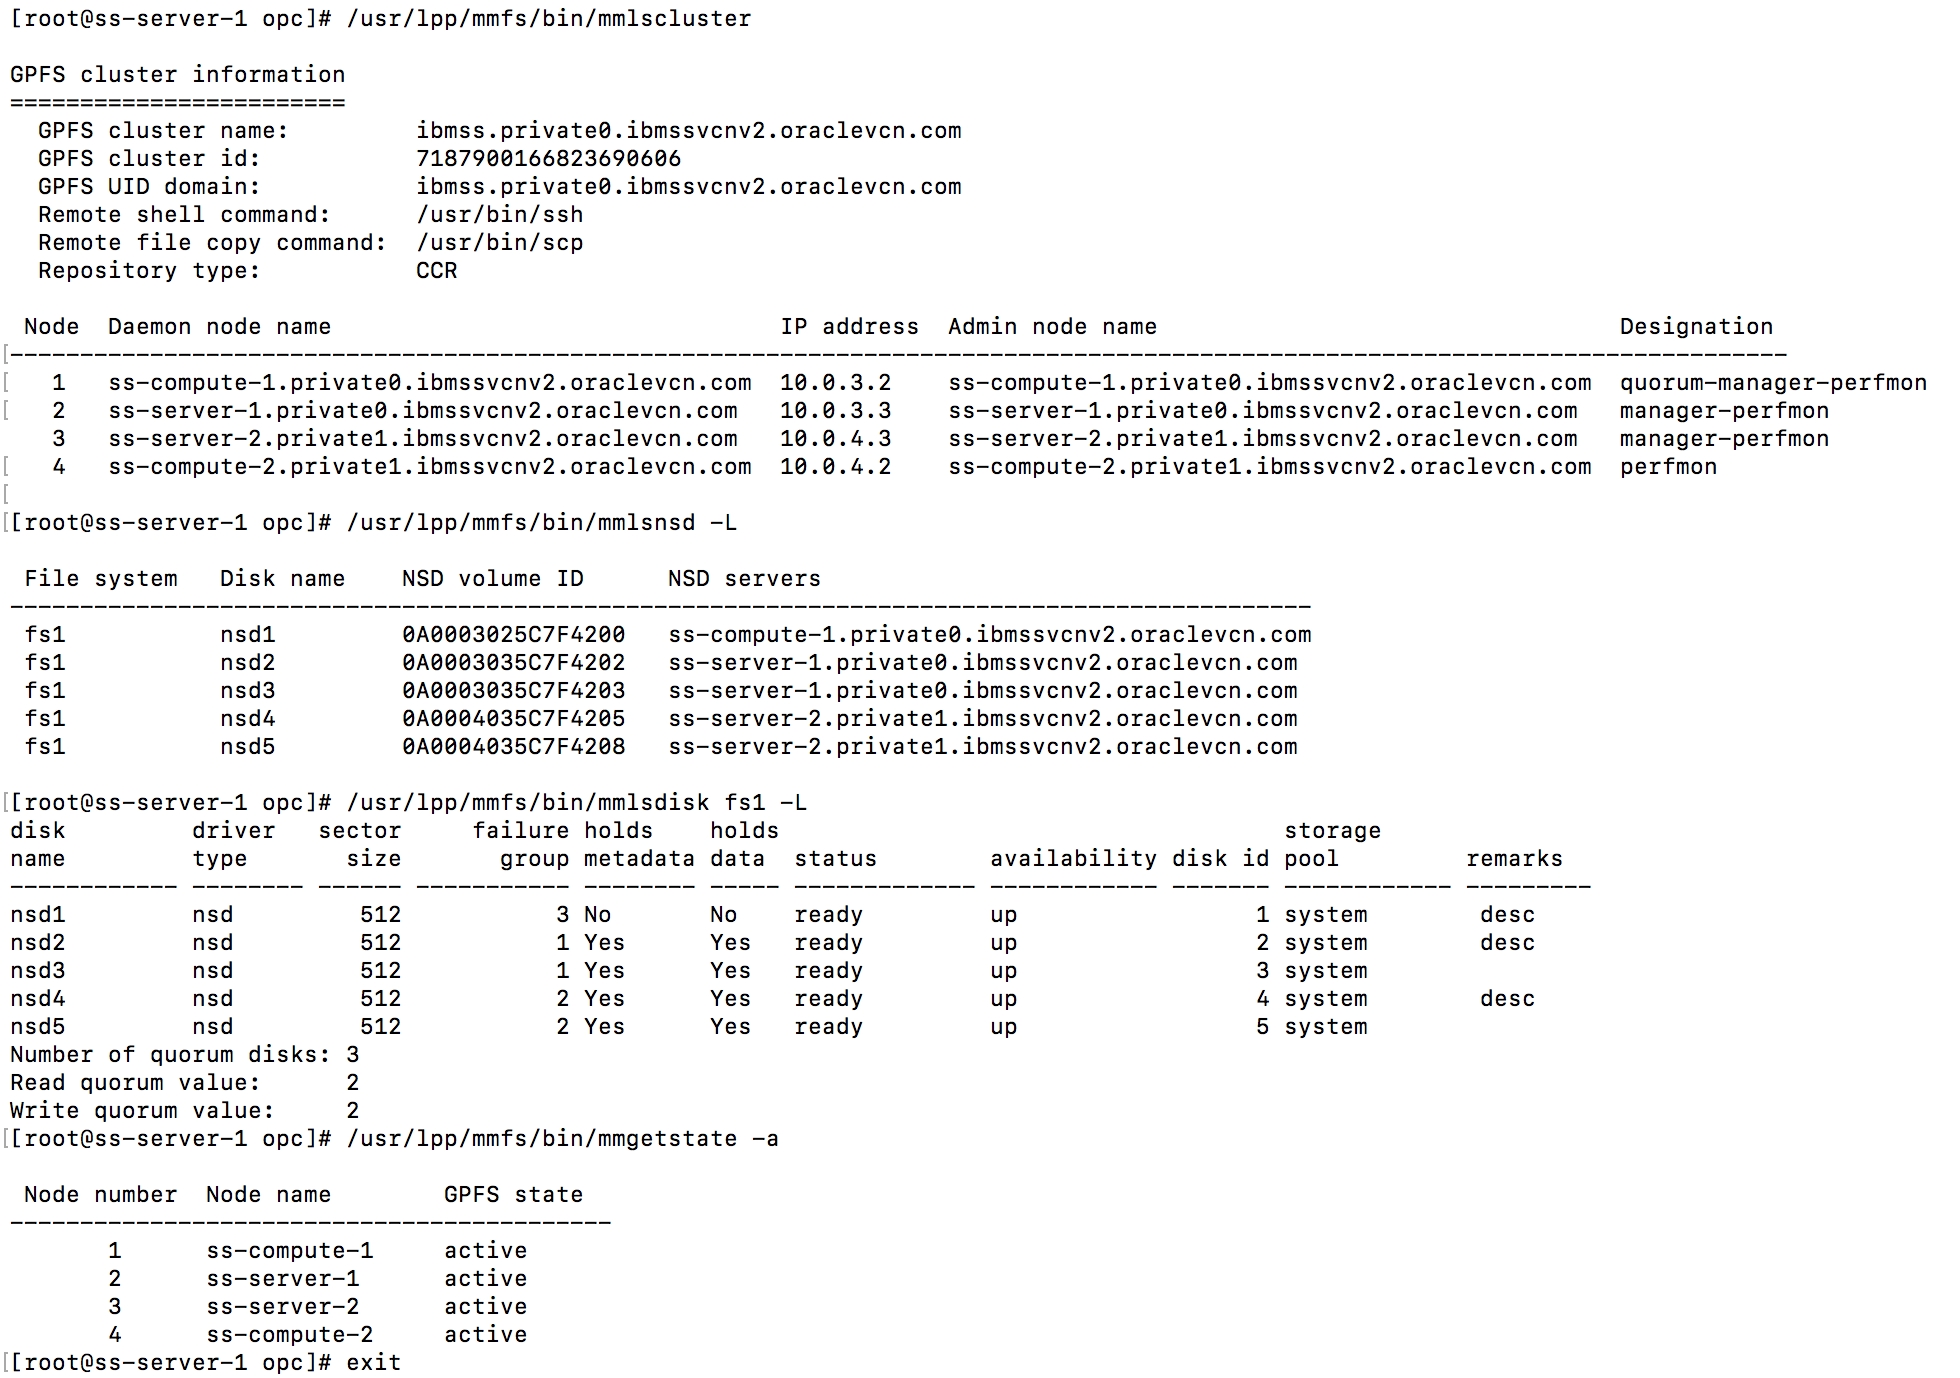 [root@ss-server-1 opc]# /usr/lpp/mmfs/bin/mmlscluster

GPFS cluster information
========================
  GPFS cluster name:         ibmss.private0.ibmssvcnv2.oraclevcn.com
  GPFS cluster id:           7187900166823690606
  GPFS UID domain:           ibmss.private0.ibmssvcnv2.oraclevcn.com
  Remote shell command:      /usr/bin/ssh
  Remote file copy command:  /usr/bin/scp
  Repository type:           CCR

 Node  Daemon node name                                IP address  Admin node name                                 Designation
[-------------------------------------------------------------------------------------------------------------------------------
[   1   ss-compute-1.private0.ibmssvcnv2.oraclevcn.com  10.0.3.2    ss-compute-1.private0.ibmssvcnv2.oraclevcn.com  quorum-manager-perfmon
[   2   ss-server-1.private0.ibmssvcnv2.oraclevcn.com   10.0.3.3    ss-server-1.private0.ibmssvcnv2.oraclevcn.com   manager-perfmon
   3   ss-server-2.private1.ibmssvcnv2.oraclevcn.com   10.0.4.3    ss-server-2.private1.ibmssvcnv2.oraclevcn.com   manager-perfmon
[   4   ss-compute-2.private1.ibmssvcnv2.oraclevcn.com  10.0.4.2    ss-compute-2.private1.ibmssvcnv2.oraclevcn.com  perfmon
[
[[root@ss-server-1 opc]# /usr/lpp/mmfs/bin/mmlsnsd -L

 File system   Disk name    NSD volume ID      NSD servers
---------------------------------------------------------------------------------------------
 fs1           nsd1         0A0003025C7F4200   ss-compute-1.private0.ibmssvcnv2.oraclevcn.com
 fs1           nsd2         0A0003035C7F4202   ss-server-1.private0.ibmssvcnv2.oraclevcn.com
 fs1           nsd3         0A0003035C7F4203   ss-server-1.private0.ibmssvcnv2.oraclevcn.com
 fs1           nsd4         0A0004035C7F4205   ss-server-2.private1.ibmssvcnv2.oraclevcn.com
 fs1           nsd5         0A0004035C7F4208   ss-server-2.private1.ibmssvcnv2.oraclevcn.com

[[root@ss-server-1 opc]# /usr/lpp/mmfs/bin/mmlsdisk fs1 -L
disk         driver   sector     failure holds    holds                                    storage
name         type       size       group metadata data  status        availability disk id pool         remarks
------------ -------- ------ ----------- -------- ----- ------------- ------------ ------- ------------ ---------
nsd1         nsd         512           3 No       No    ready         up                 1 system        desc
nsd2         nsd         512           1 Yes      Yes   ready         up                 2 system        desc
nsd3         nsd         512           1 Yes      Yes   ready         up                 3 system
nsd4         nsd         512           2 Yes      Yes   ready         up                 4 system        desc
nsd5         nsd         512           2 Yes      Yes   ready         up                 5 system
Number of quorum disks: 3
Read quorum value:      2
Write quorum value:     2
[[root@ss-server-1 opc]# /usr/lpp/mmfs/bin/mmgetstate -a

 Node number  Node name        GPFS state
-------------------------------------------
       1      ss-compute-1     active
       2      ss-server-1      active
       3      ss-server-2      active
       4      ss-compute-2     active
[[root@ss-server-1 opc]# exit